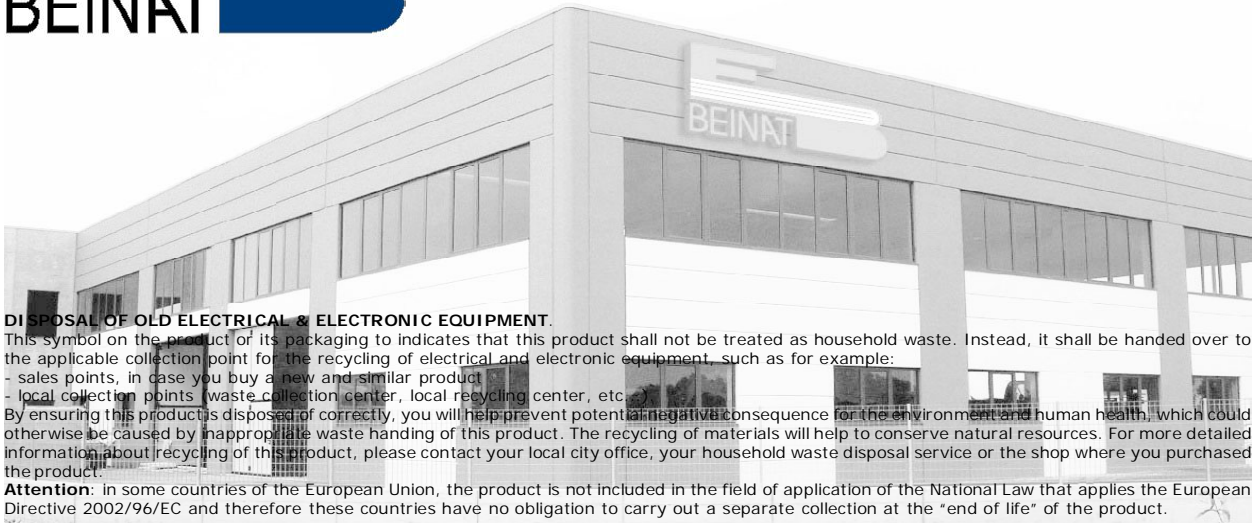 BEINAT
BEINAT
DISPOSAL OF OLD ELECTRICAL & ELECTRONIC EQUIPMENT.
This symbol on the product or its packaging to indicates that this product shall not be treated as household waste. Instead, it shall be handed over to
the applicable collection point for the recycling of electrical and electronic equipment, such as for example:
- sales points, in case you buy a new and similar product
- local collection points (waste collection center, local recycling center, etc...)
By ensuring this product is disposed of correctly, you will help prevent potential negative consequence for the environment and human health, which could
otherwise be caused by inappropriate waste handing of this product. The recycling of materials will help to conserve natural resources. For more detailed
information about recycling of this product, please contact your local city office, your household waste disposal service or the shop where you purchased
the product.
Attention: in some countries of the European Union, the product is not included in the field of application of the National Law that applies the European
Directive 2002/96/EC and therefore these countries have no obligation to carry out a separate collection at the “end of life” of the product.